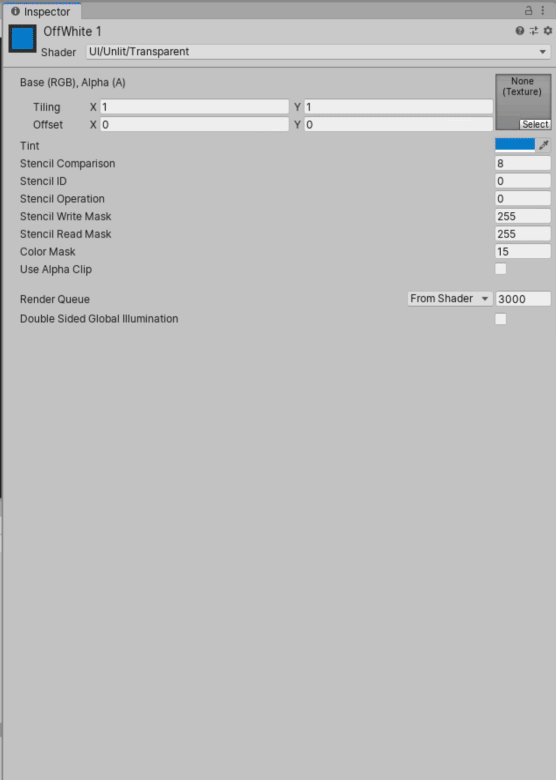 Inspector
OffWhite 1
Shader UI/Unlit/Transparent
Base (RGB), Alpha (A)
None
(Texture)
Tiling X 1 Y 1
Offset X 0 Y 0
Select
Tint
Stencil Comparison 8
Stencil ID 0
Stencil Operation 0
Stencil Write Mask 255
Stencil Read Mask 255
Color Mask 15
Use Alpha Clip
Render Queue From Shader 3000
Double Sided Global Illumination